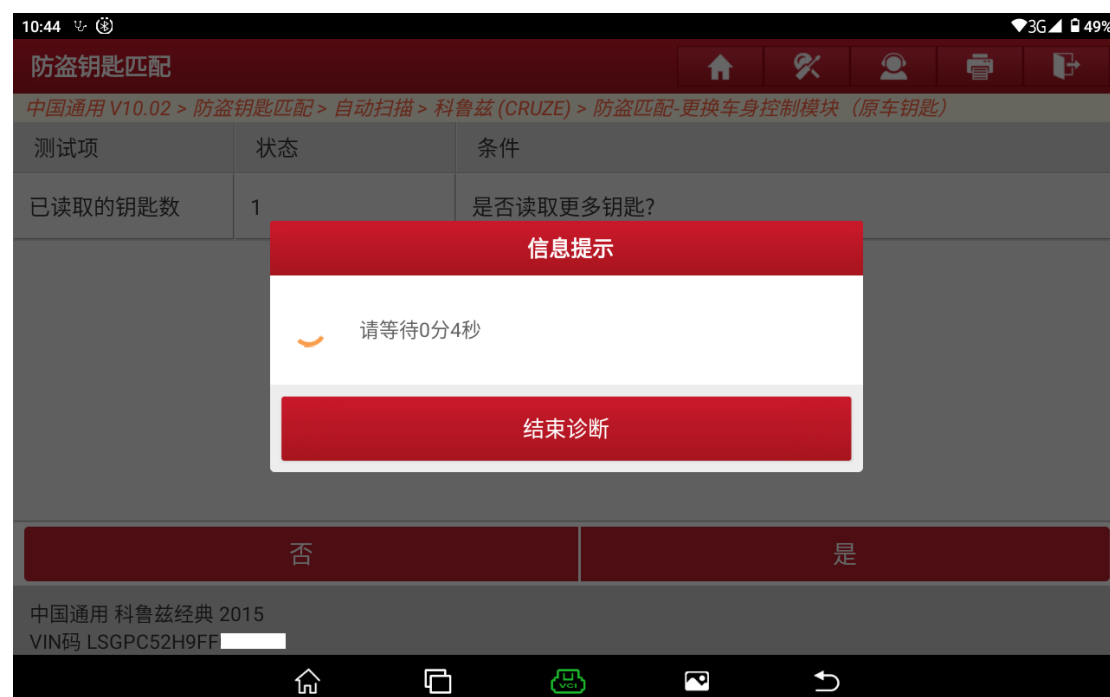 10:44 3G 49%
防盗钥匙匹配
中国通用 V10.02 > 防盗钥匙匹配 > 自动扫描 > 科鲁兹 (CRUZE) > 防盗匹配-更换车身控制模块（原车钥匙）
测试项 状态 条件
已读取的钥匙数 1 是否读取更多钥匙?
信息提示
请等待0分4秒
结束诊断
否 是
中国通用 科鲁兹经典 2015
VIN码 LSGPC52H9FF
VCI